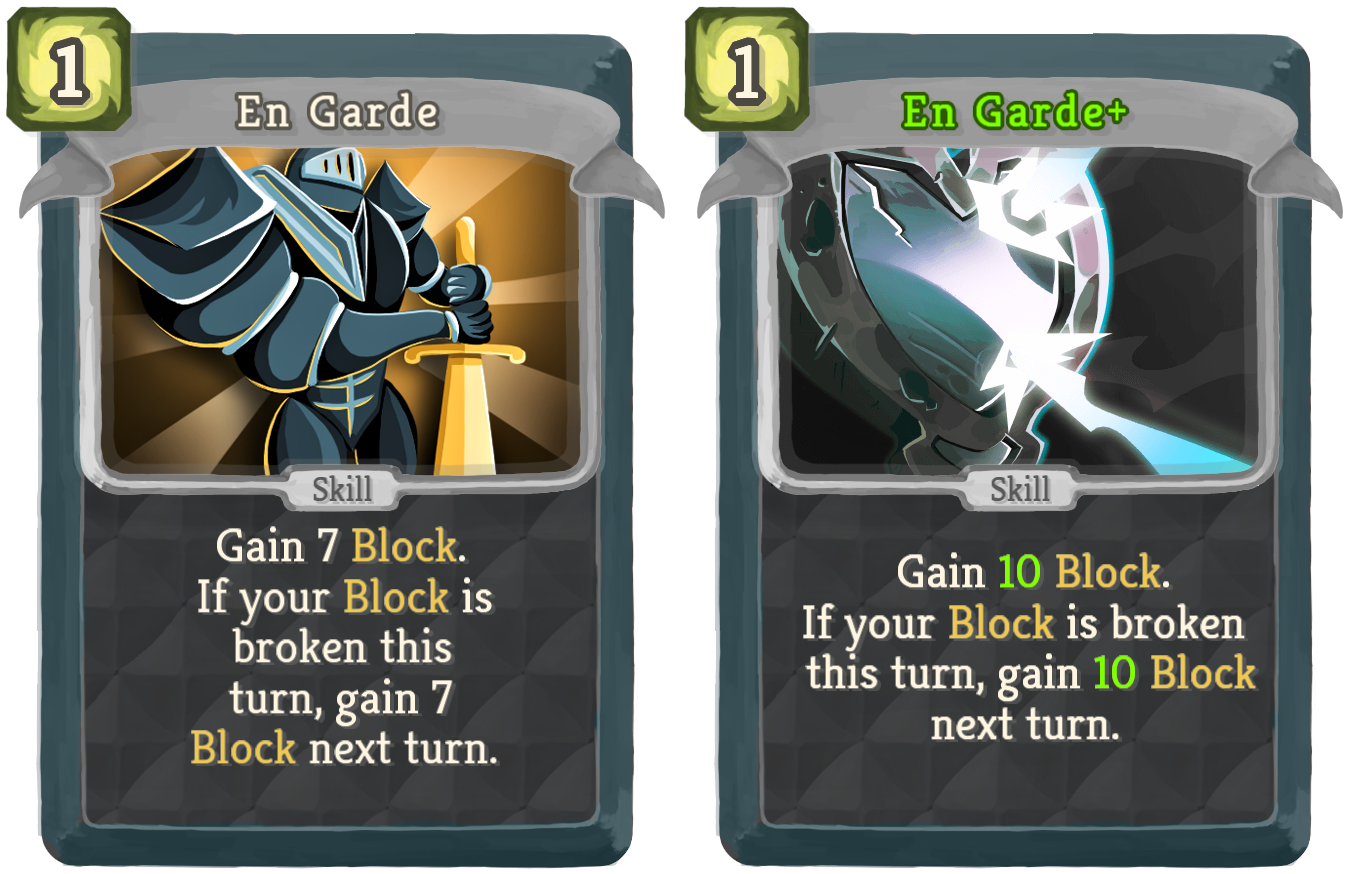 1
En Garde
Skill
Gain 7 Block.
If your Block is
broken this
turn, gain 7
Block next turn.
1
En Garde+
Skill
Gain 10 Block.
If your Block is broken
this turn, gain 10 Block
next turn.